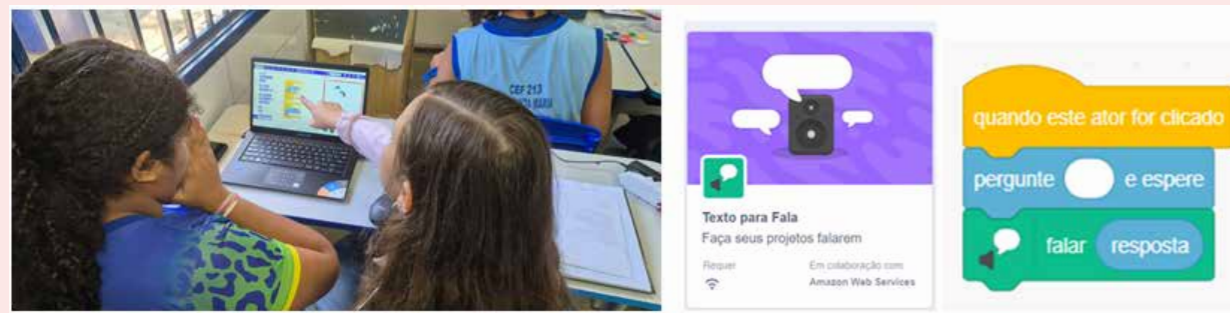 CEF 213
Texto para Fala
Faça seus projetos falarem
Requer
Em colaboração com
Amazon Web Services
quando este ator for clicado
pergunte e espere
falar resposta